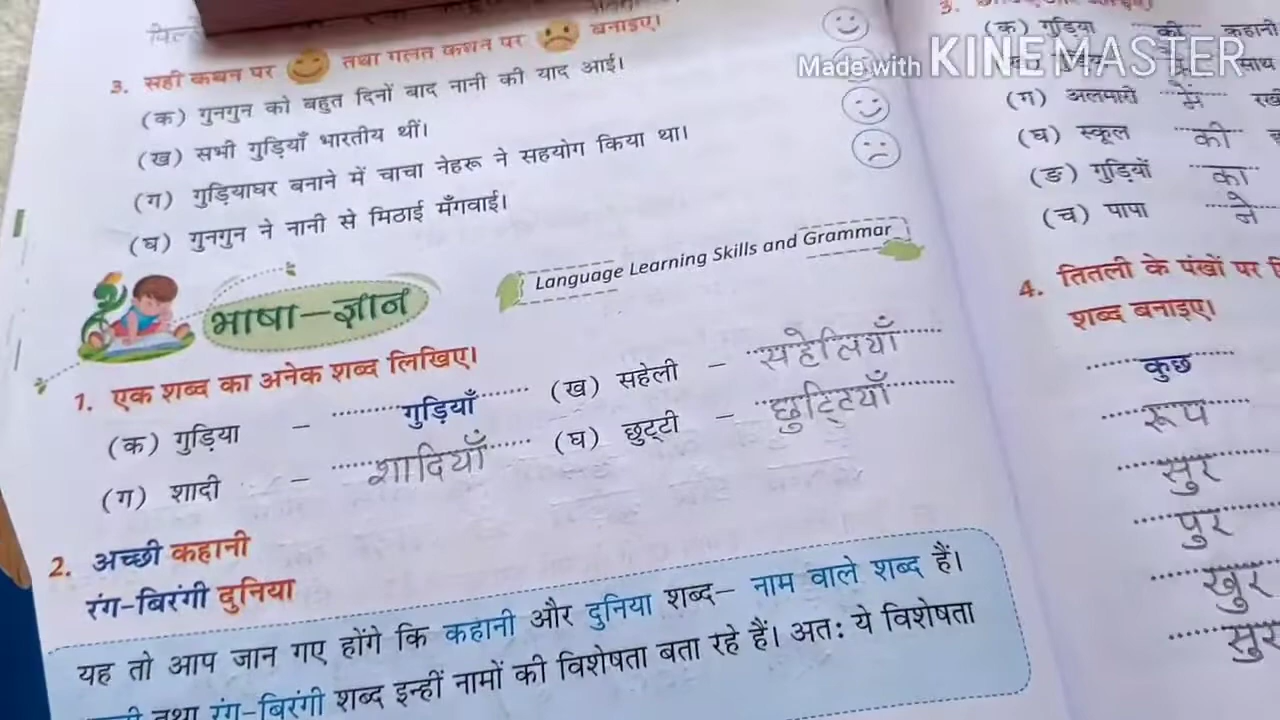 3. सही कथन पर तथा गलत कथन पर बनाइए।
(क) गुनगुन को बहुत दिनों बाद नानी की याद आई।
(ख) सभी गुड़ियाँ भारतीय थीं।
(ग) गुड़ियाघर बनाने में चाचा नेहरू ने सहयोग किया था।
(घ) गुनगुन ने नानी से मिठाई मँगवाई।
भाषा-ज्ञान
Language Learning Skills and Grammar
1. एक शब्द का अनेक शब्द लिखिए।
(क) गुड़िया – गुड़ियाँ (ख) सहेली – सहेलियाँ
(ग) शादी – शादियाँ (घ) छुट्टी – छुट्टियाँ
2. अच्छी कहानी
रंग-बिरंगी दुनिया
यह तो आप जान गए होंगे कि कहानी और दुनिया शब्द– नाम वाले शब्द हैं।
तथा रंग-बिरंगी शब्द इन्हीं नामों की विशेषता बता रहे हैं। अतः ये विशेषता
3.
(क) गुड़िया की कहानी
साथ
(ग) अलमारी में
(घ) स्कूल की
(ङ) गुड़ियों का
(च) पापा ने
4. तितली के पंखों पर
शब्द बनाइए।
कुछ
रूप
सुर
पुर
खुर
सुर
Made with KINEMASTER